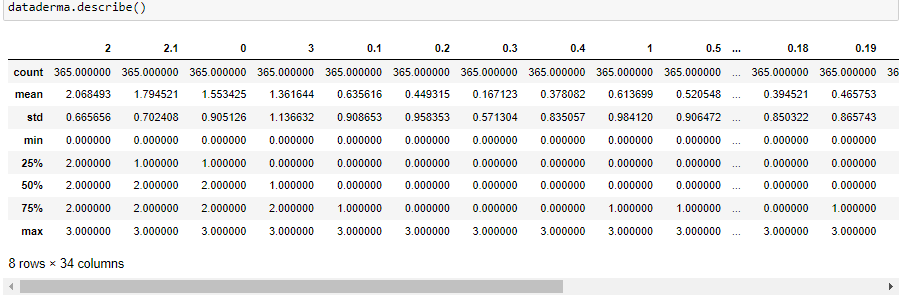 dataderma.describe()
2 2.1 0 3 0.1 0.2 0.3 0.4 1 0.5 ... 0.18 0.19
count 365.000000 365.000000 365.000000 365.000000 365.000000 365.000000 365.000000 365.000000 365.000000 365.000000 ... 365.000000 365.000000 36
mean 2.068493 1.794521 1.553425 1.361644 0.635616 0.449315 0.167123 0.378082 0.613699 0.520548 ... 0.394521 0.465753
std 0.665656 0.702408 0.905126 1.136632 0.908653 0.958353 0.571304 0.835057 0.984120 0.906472 ... 0.850322 0.865743
min 0.000000 0.000000 0.000000 0.000000 0.000000 0.000000 0.000000 0.000000 0.000000 0.000000 ... 0.000000 0.000000
25% 2.000000 1.000000 1.000000 0.000000 0.000000 0.000000 0.000000 0.000000 0.000000 0.000000 ... 0.000000 0.000000
50% 2.000000 2.000000 2.000000 1.000000 0.000000 0.000000 0.000000 0.000000 0.000000 0.000000 ... 0.000000 0.000000
75% 2.000000 2.000000 2.000000 2.000000 1.000000 0.000000 0.000000 0.000000 1.000000 1.000000 ... 0.000000 1.000000
max 3.000000 3.000000 3.000000 3.000000 3.000000 3.000000 3.000000 3.000000 3.000000 3.000000 ... 3.000000 3.000000
8 rows × 34 columns